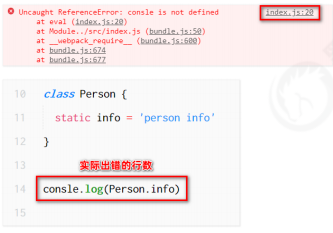 Uncaught ReferenceError: consle is not defined index.js:20
at eval (index.js:20)
at Module../src/index.js (bundle.js:50)
at __webpack_require__ (bundle.js:600)
at bundle.js:674
at bundle.js:677
10 class Person {
11 static info = 'person info'
12 }
13 实际出错的行数
14 consle.log(Person.info)
15